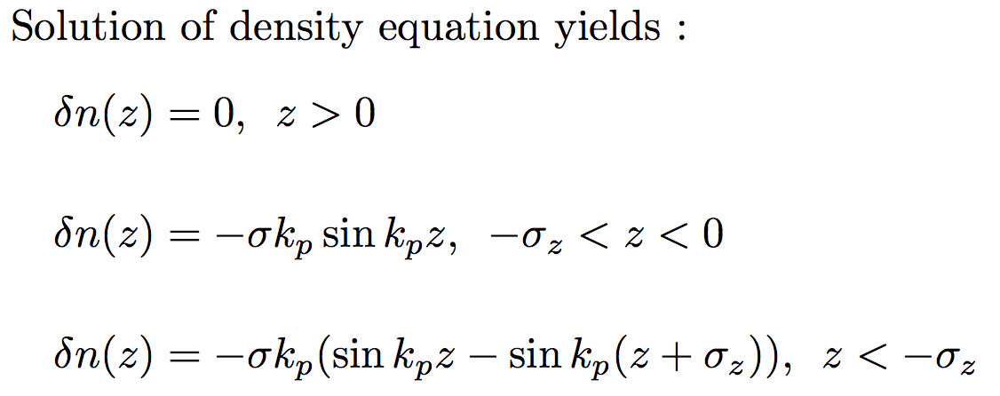 Solution of density equation yields :
δn(z) = 0, z > 0
δn(z) = −σk_p sin k_p z, −σ_z < z < 0
δn(z) = −σk_p(sin k_p z − sin k_p(z + σ_z)), z < −σ_z